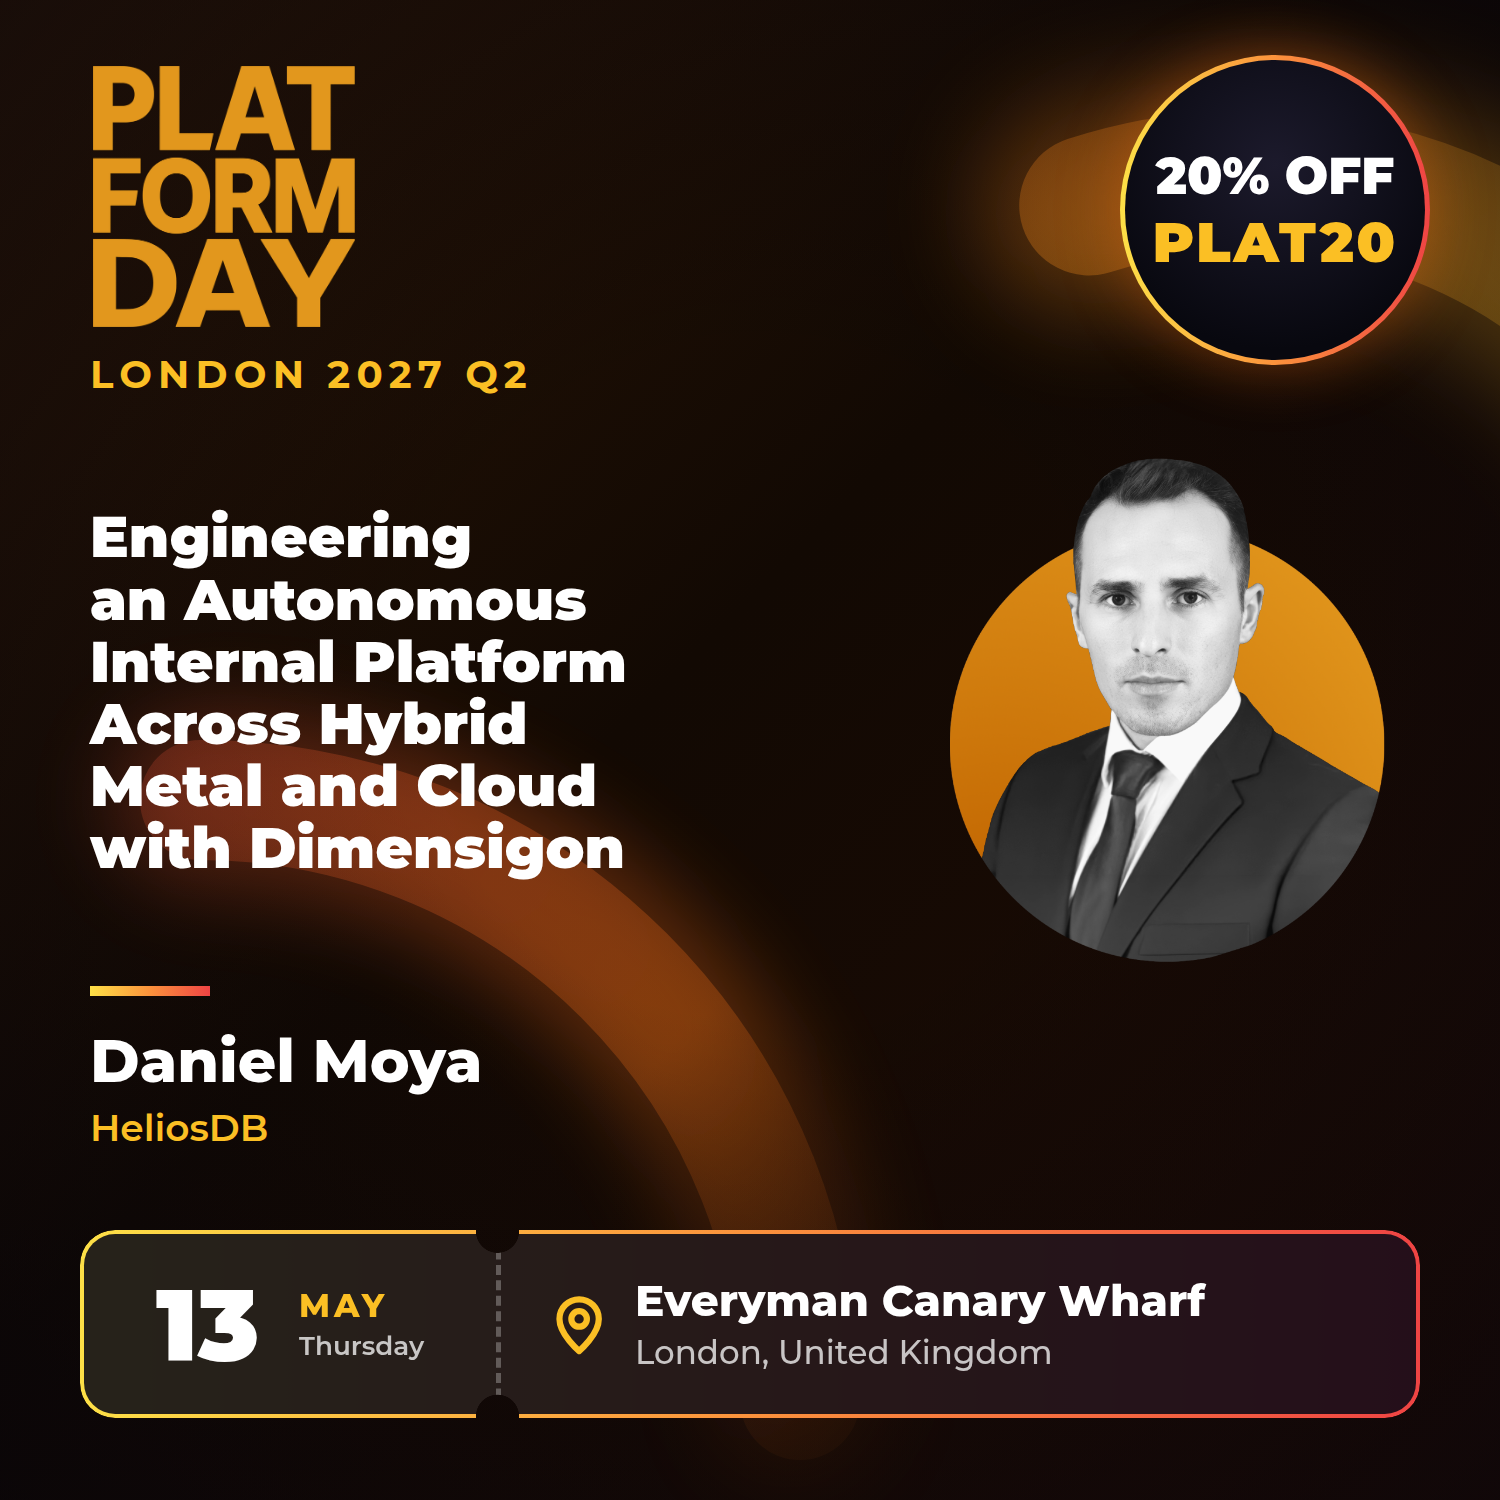 PLAT
FORM
DAY
LONDON 2027 Q2
20% OFF
PLAT20
Engineering
an Autonomous
Internal Platform
Across Hybrid
Metal and Cloud
with Dimensigon
Daniel Moya
HeliosDB
13
MAY
Thursday
Everyman Canary Wharf
London, United Kingdom